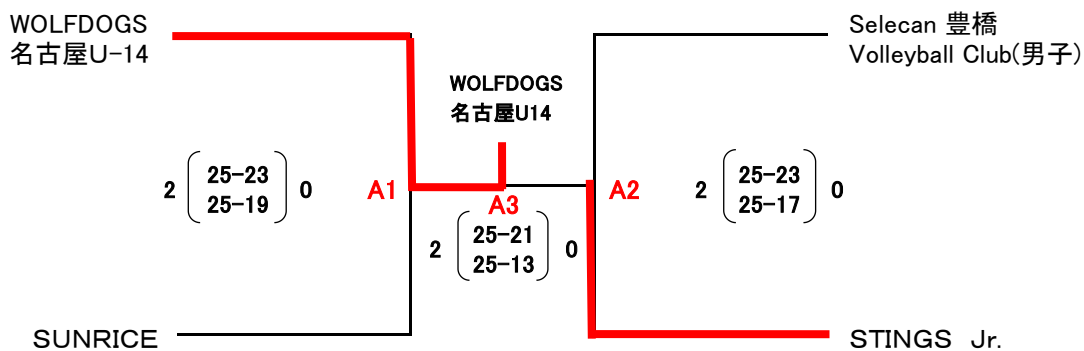 WOLFDOGS
名古屋U-14
Selecan 豊橋
Volleyball Club(男子)
WOLFDOGS
名古屋U14
2 25-23 0
25-19
A1
A3
A2
2 25-23 0
25-17
2 25-21 0
25-13
SUNRICE
STINGS Jr.